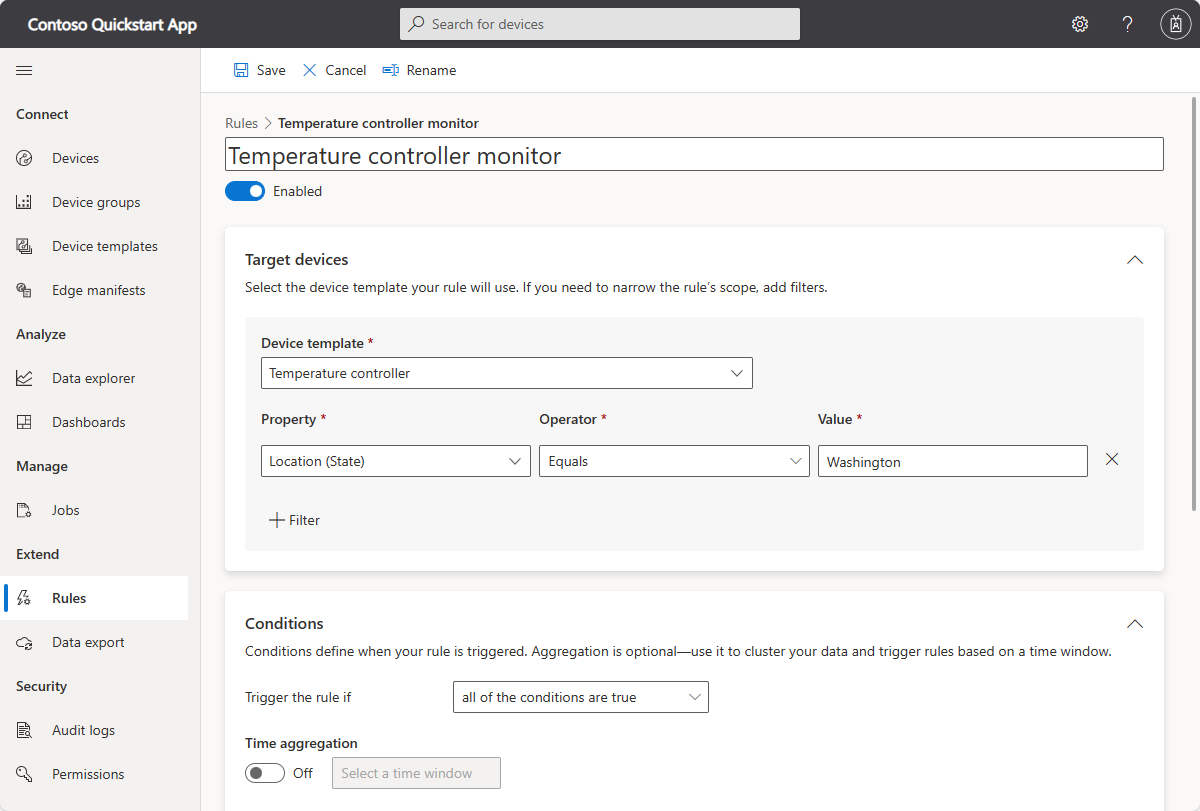 Contoso Quickstart App
Search for devices
?
Save Cancel Rename
Connect
Devices
Device groups
Device templates
Edge manifests
Analyze
Data explorer
Dashboards
Manage
Jobs
Extend
Rules
Data export
Security
Audit logs
Permissions
Rules > Temperature controller monitor
Temperature controller monitor
Enabled
Target devices
Select the device template your rule will use. If you need to narrow the rule’s scope, add filters.
Device template *
Temperature controller
Property * Operator * Value *
Location (State) Equals Washington
+ Filter
Conditions
Conditions define when your rule is triggered. Aggregation is optional—use it to cluster your data and trigger rules based on a time window.
Trigger the rule if all of the conditions are true
Time aggregation
Off Select a time window